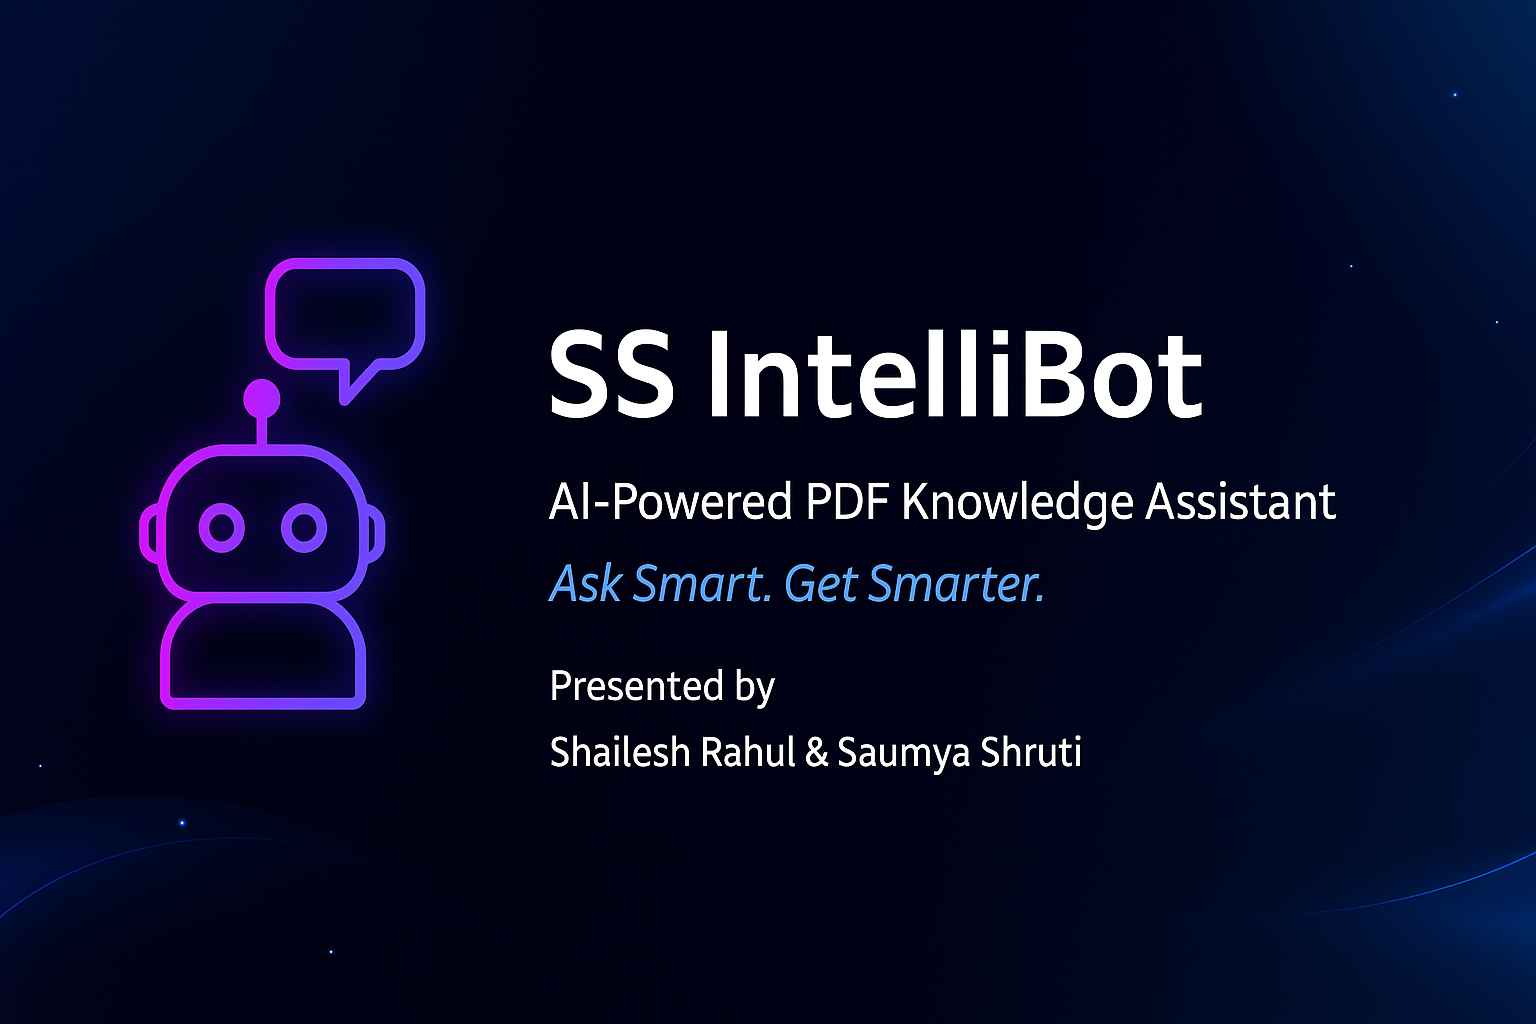 SS IntelliBot
AI-Powered PDF Knowledge Assistant
Ask Smart. Get Smarter.
Presented by
Shailesh Rahul & Saumya Shruti